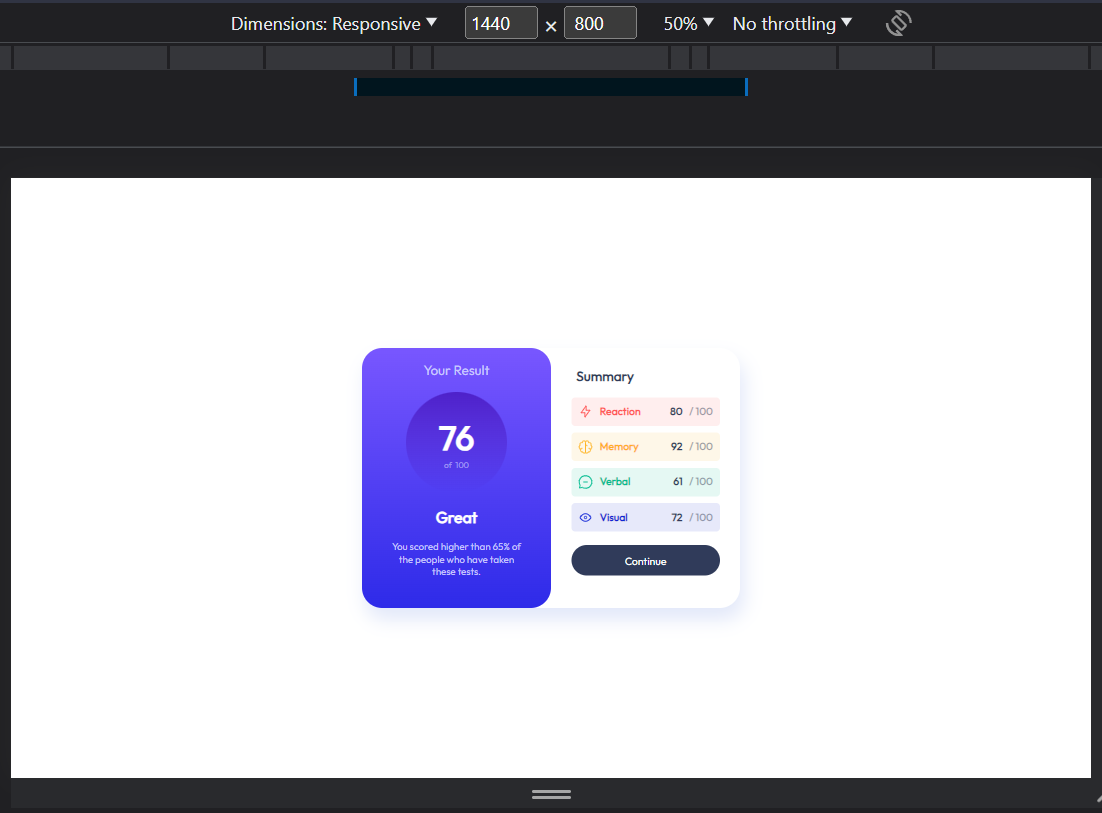 Dimensions: Responsive 1440 × 800 50% No throttling
Your Result
76
of 100
Great
You scored higher than 65% of
the people who have taken
these tests.
Summary
Reaction 80 / 100
Memory 92 / 100
Verbal 61 / 100
Visual 72 / 100
Continue